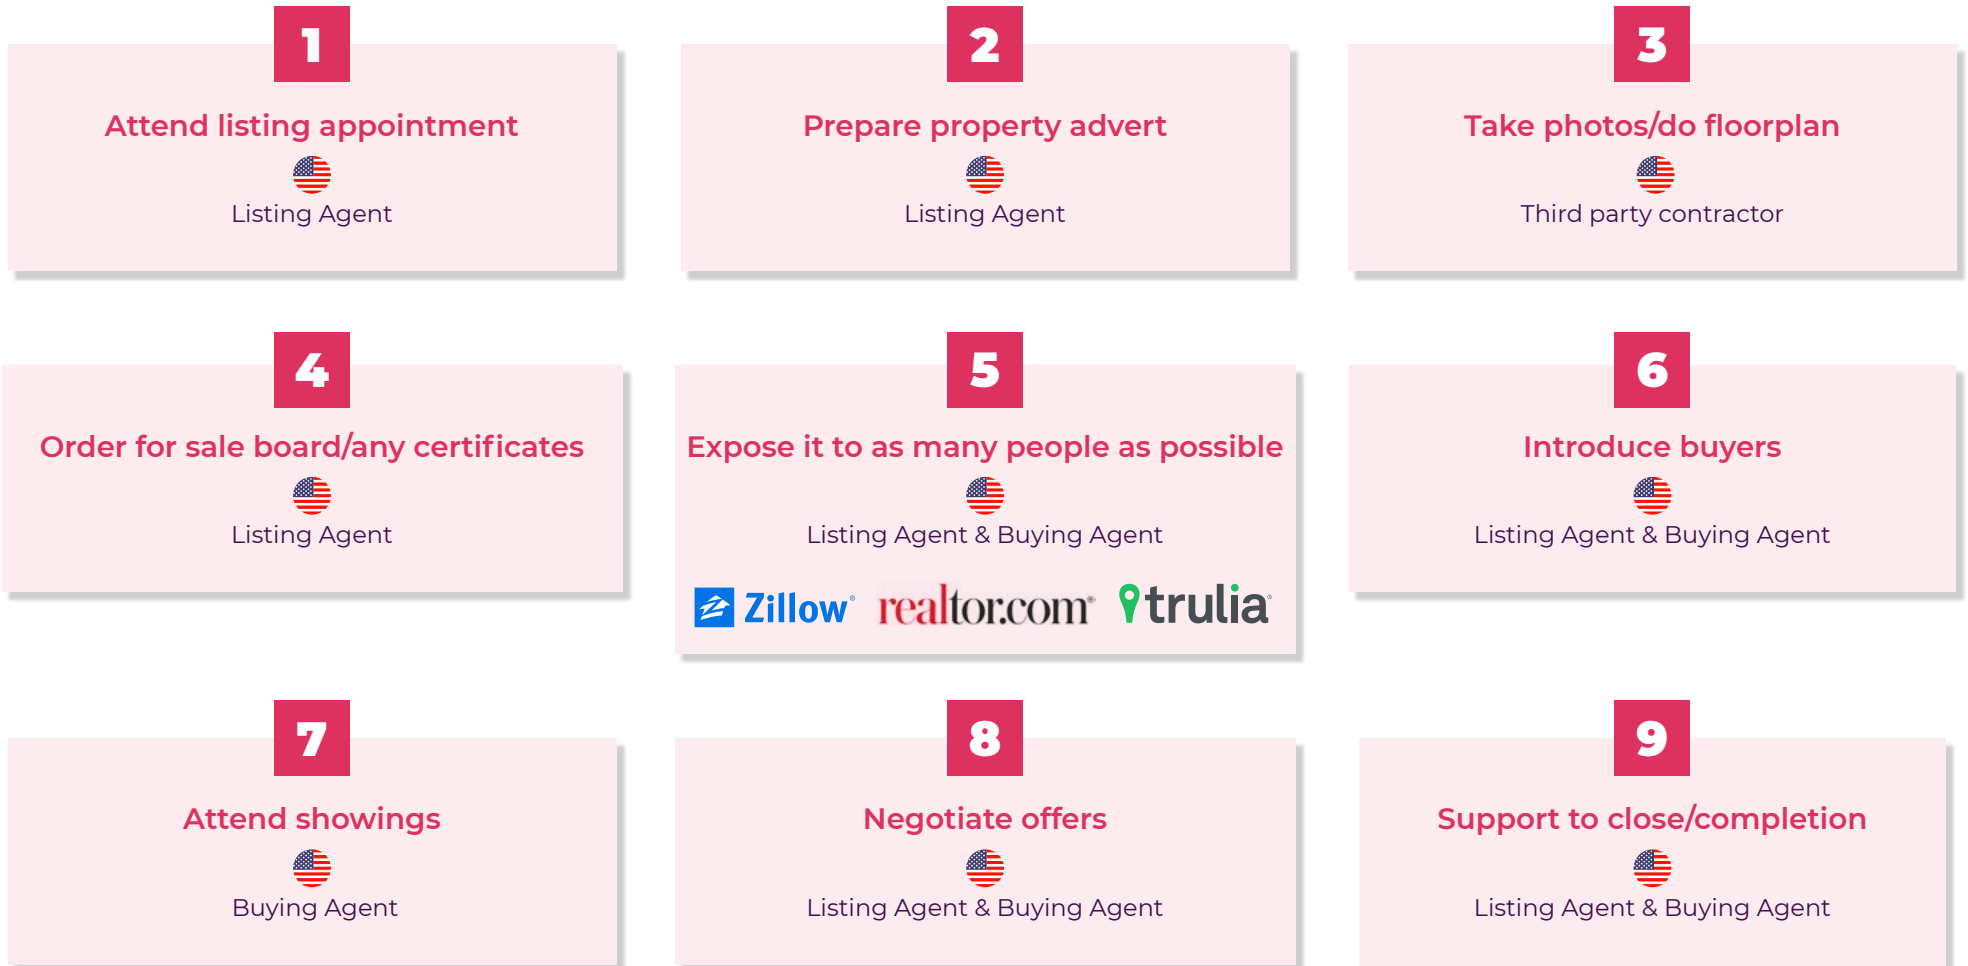 1
Attend listing appointment
Listing Agent
2
Prepare property advert
Listing Agent
3
Take photos/do floorplan
Third party contractor
4
Order for sale board/any certificates
Listing Agent
5
Expose it to as many people as possible
Listing Agent & Buying Agent
Zillow® realtor.com® trulia®
6
Introduce buyers
Listing Agent & Buying Agent
7
Attend showings
Buying Agent
8
Negotiate offers
Listing Agent & Buying Agent
9
Support to close/completion
Listing Agent & Buying Agent